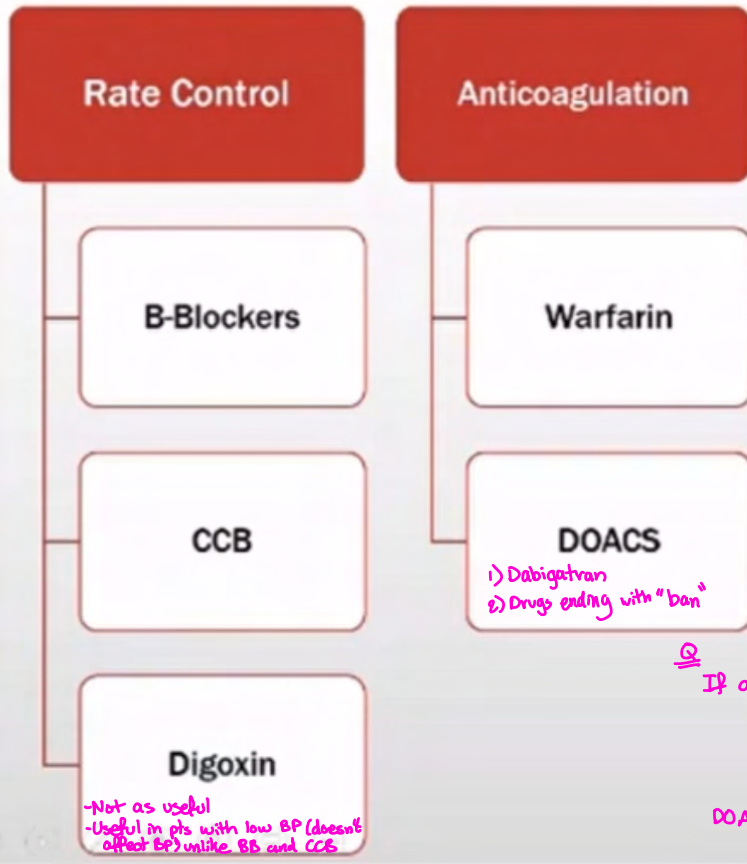 Rate Control
B-Blockers
CCB
Digoxin
-Not as useful
-Useful in pts with low BP (doesn't
affect BP) unlike BB and CCB
Anticoagulation
Warfarin
DOACS
1) Dabigatran
2) Drugs ending with "ban"
Q
If